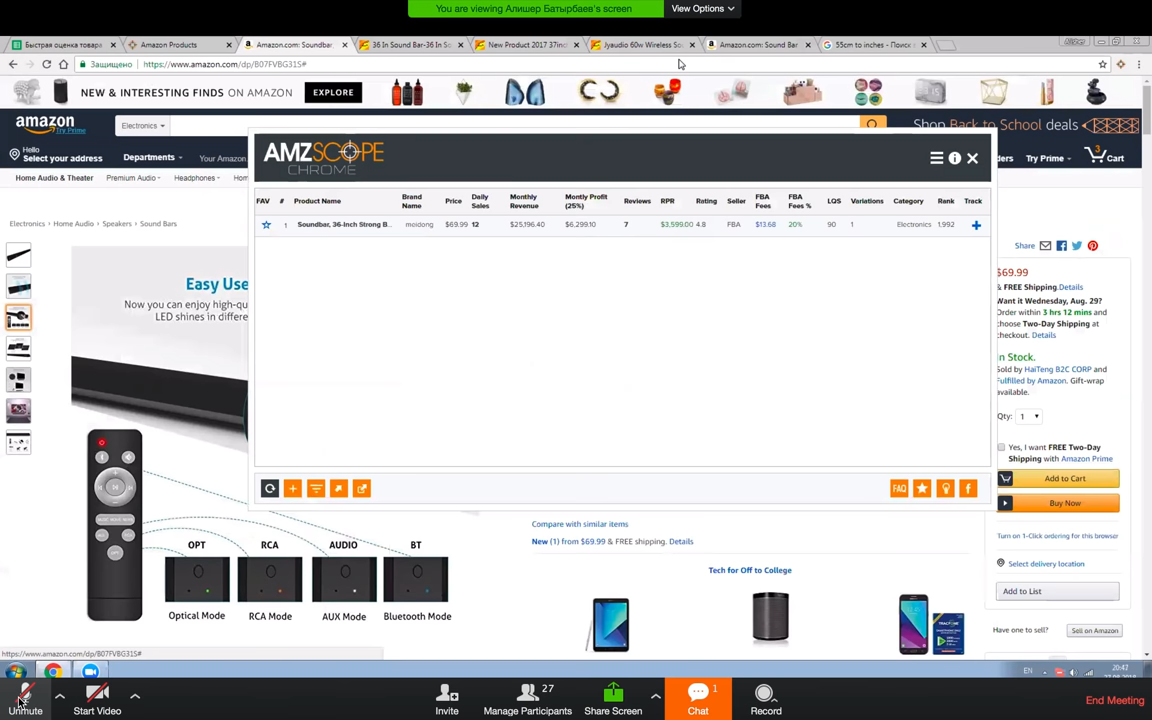 You are viewing Алишер Батырбаев's screen
View Options
Быстрая оценка товара
Amazon Products
Amazon.com: Soundbar,
36 In Sound Bar-36 In So
New Product 2017 37inch
Jyaudio 60w Wireless Sou
Amazon.com: Sound Bar
55cm to inches - Поиск
Защищено
https://www.amazon.com/dp/B07FVBG31S#
NEW & INTERESTING FINDS ON AMAZON
EXPLORE
amazon
Try Prime
Electronics
Shop Back to School deals
Hello
Select your address
Departments
Your Amazon.
Try Prime
3
Cart
Home Audio & Theater
Premium Audio
Headphones
Electronics › Home Audio › Speakers › Sound Bars
AMZSCOPE
CHROME
FAV
#
Product Name
Brand Name
Price
Daily Sales
Monthly Revenue
Montly Profit (25%)
Reviews
RPR
Rating
Seller
FBA Fees
FBA Fees %
LQS
Variations
Category
Rank
Track
1
Soundbar, 36-Inch Strong B...
meidong
$69.99
12
$25,196.40
$6,299.10
7
$3,599.00
4.8
FBA
$13.68
20%
90
1
Electronics
1.992
FAQ
Share
Easy Use
Now you can enjoy high-qu
LED shines in differe
OPT
RCA
AUDIO
BT
Optical Mode
RCA Mode
AUX Mode
Bluetooth Mode
$69.99
& FREE Shipping. Details
Want it Wednesday, Aug. 29?
Order within 3 hrs 12 mins and
choose Two-Day Shipping at
checkout. Details
In Stock.
Sold by HaiTeng B2C CORP and
Fulfilled by Amazon. Gift-wrap
available.
Qty: 1
Yes, I want FREE Two-Day
Shipping with Amazon Prime
Add to Cart
Buy Now
Turn on 1-Click ordering for this browser
Select delivery location
Add to List
Have one to sell?
Sell on Amazon
Compare with similar items
New (1) from $69.99 & FREE shipping. Details
Tech for Off to College
https://www.amazon.com/dp/B07FVBG31S#
EN
20:47
27.08.2018
Unmute
Start Video
Invite
27
Manage Participants
Share Screen
1
Chat
Record
End Meeting